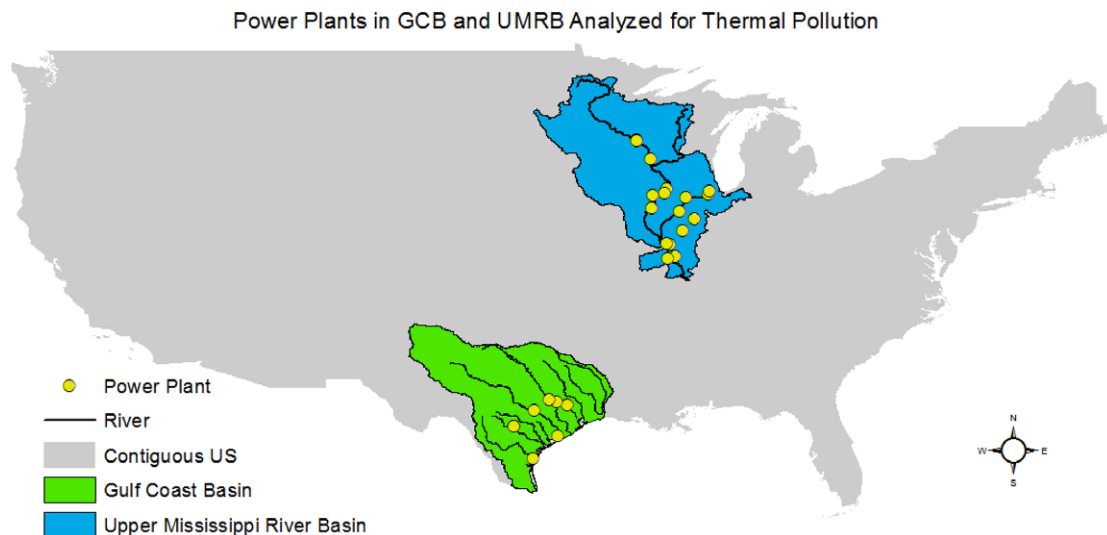 Power Plants in GCB and UMRB Analyzed for Thermal Pollution
Power Plant
River
Contiguous US
Gulf Coast Basin
Upper Mississippi River Basin
N
W E
S